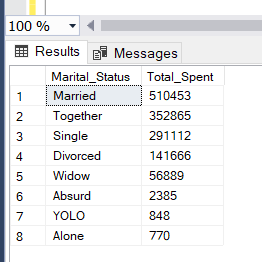 100 %
Results Messages
Marital_Status Total_Spent
1 Married 510453
2 Together 352865
3 Single 291112
4 Divorced 141666
5 Widow 56889
6 Absurd 2385
7 YOLO 848
8 Alone 770